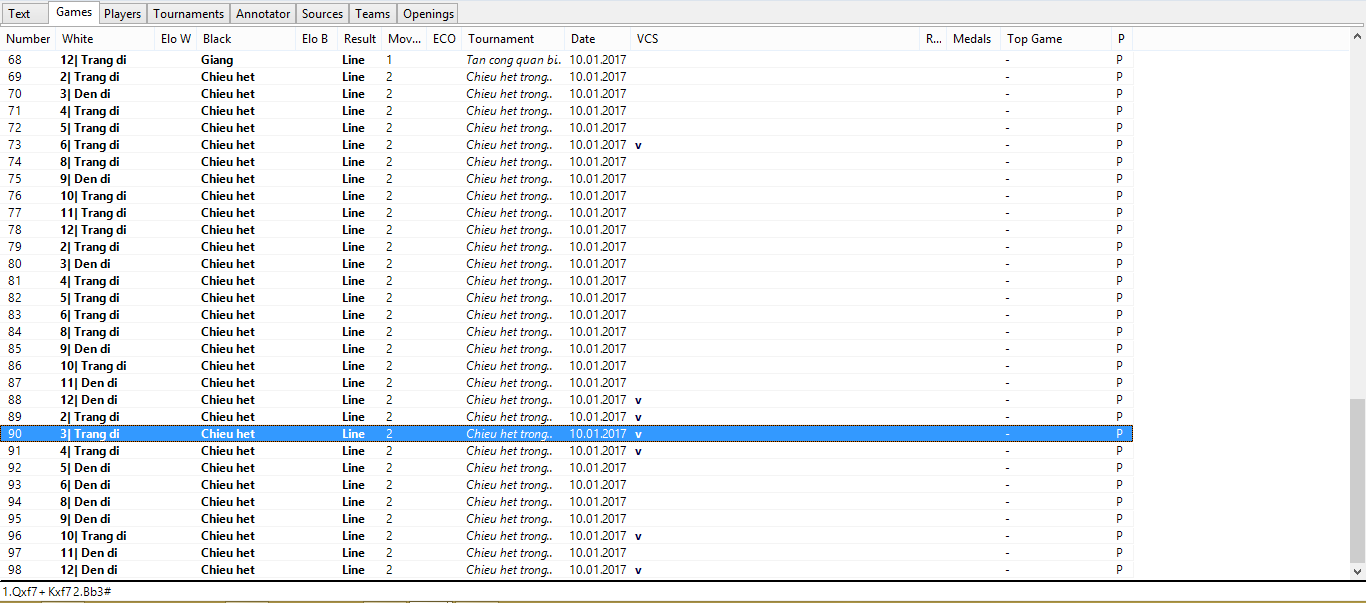 Text Games Players Tournaments Annotator Sources Teams Openings
Number White Elo W Black Elo B Result Mov... ECO Tournament Date VCS R... Medals Top Game P
68 12| Trang di Giang Line 1 Tan cong quan bi.. 10.01.2017 - P
69 2| Trang di Chieu het Line 2 Chieu het trong.. 10.01.2017 - P
70 3| Den di Chieu het Line 2 Chieu het trong.. 10.01.2017 - P
71 4| Trang di Chieu het Line 2 Chieu het trong.. 10.01.2017 - P
72 5| Trang di Chieu het Line 2 Chieu het trong.. 10.01.2017 - P
73 6| Trang di Chieu het Line 2 Chieu het trong.. 10.01.2017 v - P
74 8| Trang di Chieu het Line 2 Chieu het trong.. 10.01.2017 - P
75 9| Den di Chieu het Line 2 Chieu het trong.. 10.01.2017 - P
76 10| Trang di Chieu het Line 2 Chieu het trong.. 10.01.2017 - P
77 11| Trang di Chieu het Line 2 Chieu het trong.. 10.01.2017 - P
78 12| Trang di Chieu het Line 2 Chieu het trong.. 10.01.2017 - P
79 2| Trang di Chieu het Line 2 Chieu het trong.. 10.01.2017 - P
80 3| Den di Chieu het Line 2 Chieu het trong.. 10.01.2017 - P
81 4| Trang di Chieu het Line 2 Chieu het trong.. 10.01.2017 - P
82 5| Trang di Chieu het Line 2 Chieu het trong.. 10.01.2017 - P
83 6| Trang di Chieu het Line 2 Chieu het trong.. 10.01.2017 - P
84 8| Trang di Chieu het Line 2 Chieu het trong.. 10.01.2017 - P
85 9| Den di Chieu het Line 2 Chieu het trong.. 10.01.2017 - P
86 10| Trang di Chieu het Line 2 Chieu het trong.. 10.01.2017 - P
87 11| Den di Chieu het Line 2 Chieu het trong.. 10.01.2017 - P
88 12| Den di Chieu het Line 2 Chieu het trong.. 10.01.2017 v - P
89 2| Trang di Chieu het Line 2 Chieu het trong.. 10.01.2017 v - P
90 3| Trang di Chieu het Line 2 Chieu het trong.. 10.01.2017 v - P
91 4| Trang di Chieu het Line 2 Chieu het trong.. 10.01.2017 v - P
92 5| Den di Chieu het Line 2 Chieu het trong.. 10.01.2017 - P
93 6| Den di Chieu het Line 2 Chieu het trong.. 10.01.2017 - P
94 8| Den di Chieu het Line 2 Chieu het trong.. 10.01.2017 - P
95 9| Den di Chieu het Line 2 Chieu het trong.. 10.01.2017 - P
96 10| Trang di Chieu het Line 2 Chieu het trong.. 10.01.2017 v - P
97 11| Den di Chieu het Line 2 Chieu het trong.. 10.01.2017 - P
98 12| Den di Chieu het Line 2 Chieu het trong.. 10.01.2017 v - P
1.Qxf7+ Kxf7 2.Bb3#